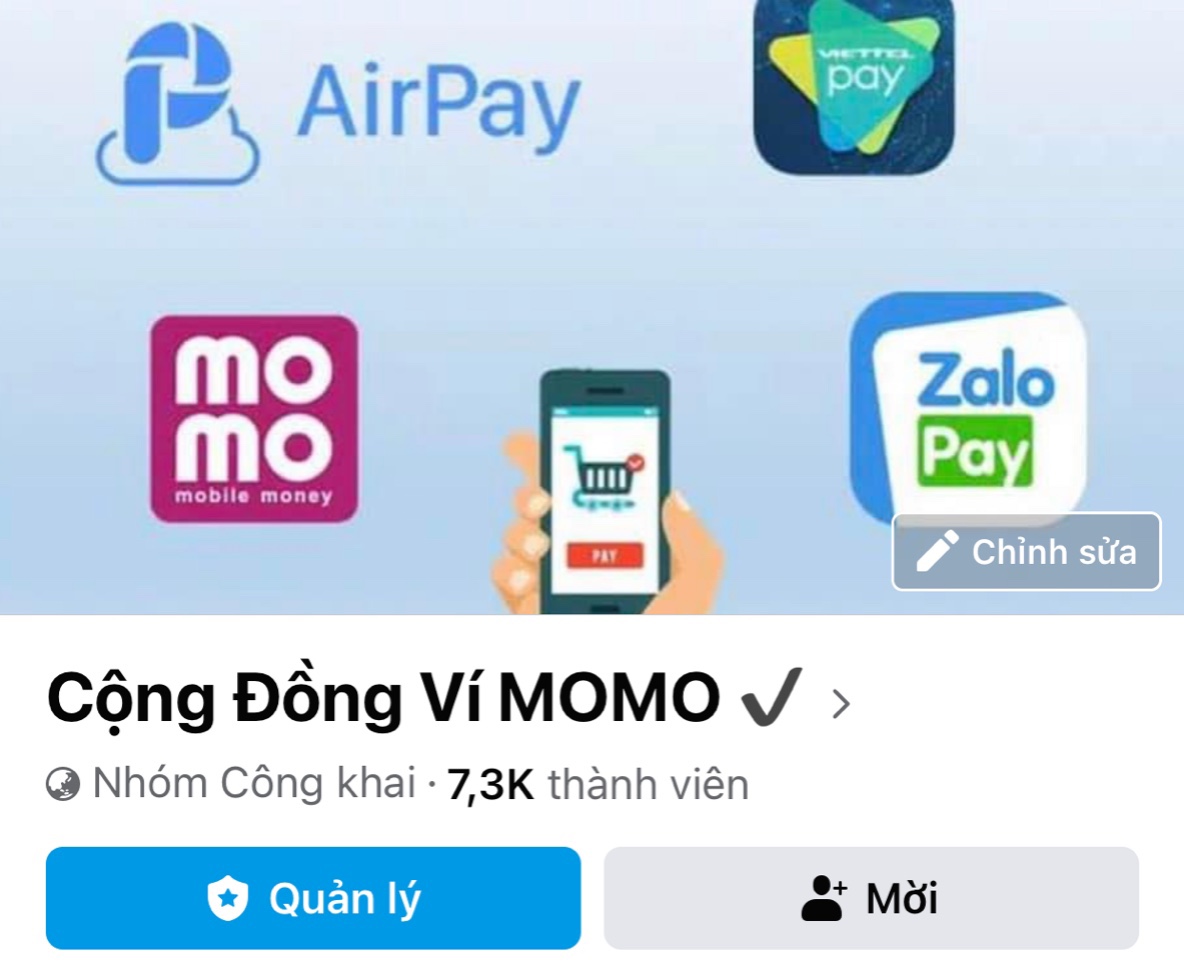 AirPay
VIETTEL
pay
mo
mo
mobile money
Zalo
Pay
PAY
Chỉnh sửa
Cộng Đồng Ví MOMO ✔ >
Nhóm Công khai · 7,3K thành viên
Quản lý
Mời